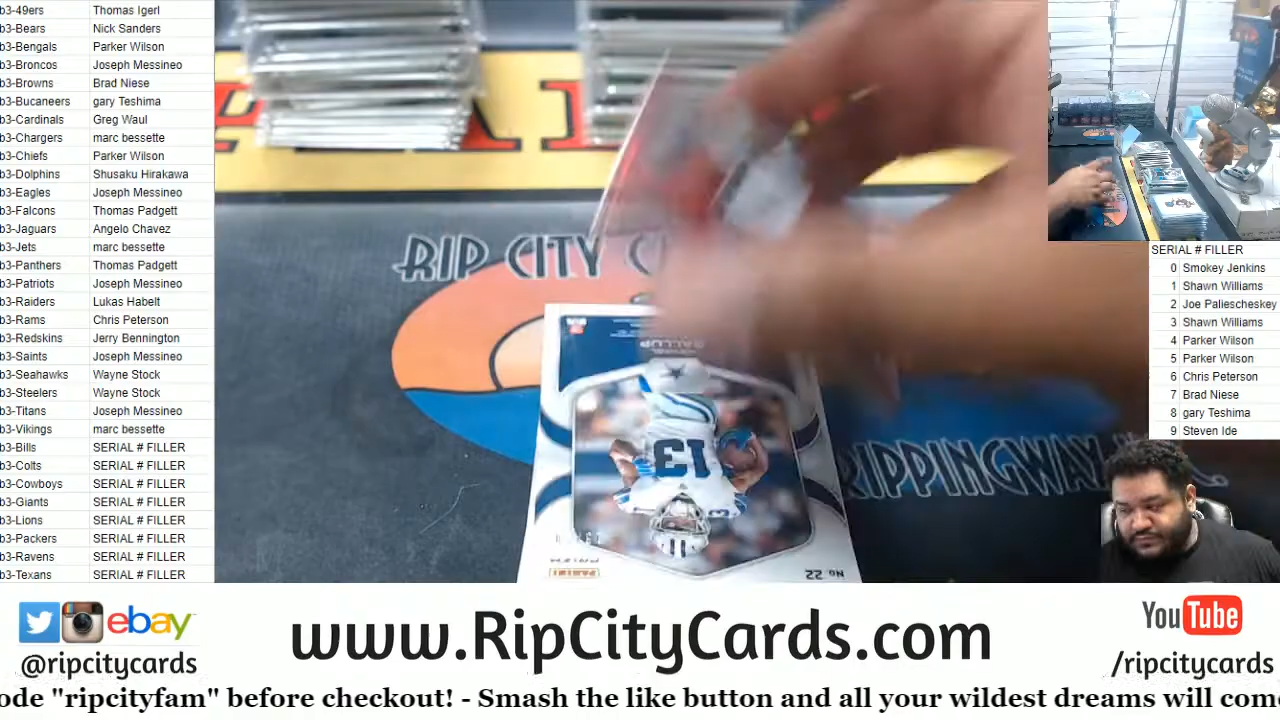 b3-49ers Thomas Igerl
b3-Bears Nick Sanders
b3-Bengals Parker Wilson
b3-Broncos Joseph Messineo
b3-Browns Brad Niese
b3-Bucaneers gary Teshima
b3-Cardinals Greg Waul
b3-Chargers marc bessette
b3-Chiefs Parker Wilson
b3-Dolphins Shusaku Hirakawa
b3-Eagles Joseph Messineo
b3-Falcons Thomas Padgett
b3-Jaguars Angelo Chavez
b3-Jets marc bessette
b3-Panthers Thomas Padgett
b3-Patriots Joseph Messineo
b3-Raiders Lukas Habelt
b3-Rams Chris Peterson
b3-Redskins Jerry Bennington
b3-Saints Joseph Messineo
b3-Seahawks Wayne Stock
b3-Steelers Wayne Stock
b3-Titans Joseph Messineo
b3-Vikings marc bessette
b3-Bills SERIAL # FILLER
b3-Colts SERIAL # FILLER
b3-Cowboys SERIAL # FILLER
b3-Giants SERIAL # FILLER
b3-Lions SERIAL # FILLER
b3-Packers SERIAL # FILLER
b3-Ravens SERIAL # FILLER
b3-Texans SERIAL # FILLER
RIP CITY
GALLUP
13
PANINI
PRIZM
No. 22
SERIAL # FILLER
0 Smokey Jenkins
1 Shawn Williams
2 Joe Paliescheskey
3 Shawn Williams
4 Parker Wilson
5 Parker Wilson
6 Chris Peterson
7 Brad Niese
8 gary Teshima
9 Steven Ide
ebay
@ripcitycards
www.RipCityCards.com
YouTube
/ripcitycards
ode "ripcityfam" before checkout! - Smash the like button and all your wildest dreams will com